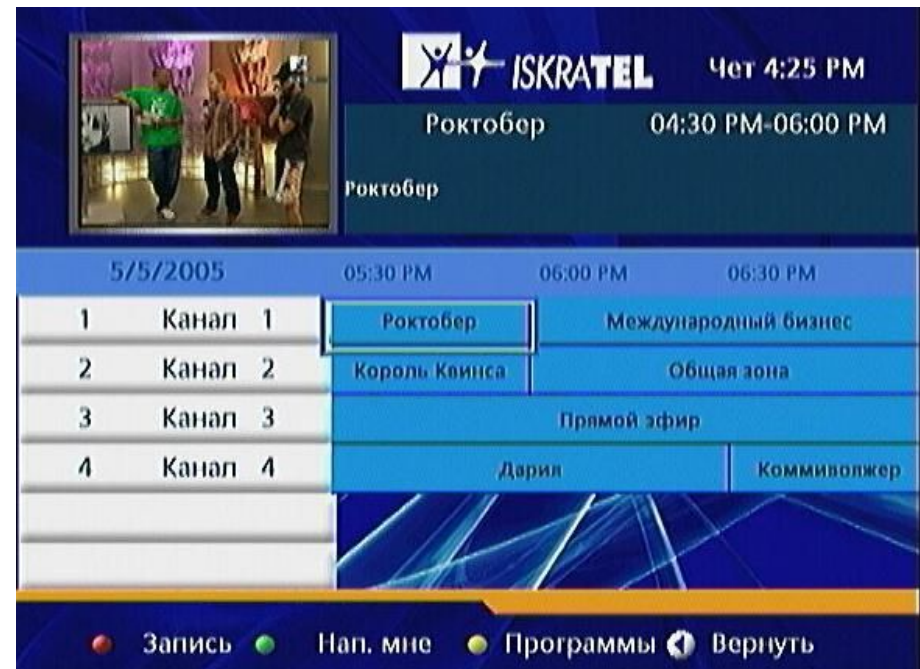 ISKRATEL Чет 4:25 PM
Роктобер 04:30 PM-06:00 PM
Роктобер
5/5/2005 05:30 PM 06:00 PM 06:30 PM
1 Канал 1 Роктобер Международный бизнес
2 Канал 2 Король Квинса Общая зона
3 Канал 3 Прямой эфир
4 Канал 4 Дария Коммивояжер
Запись Нап. мне Программы Вернуть